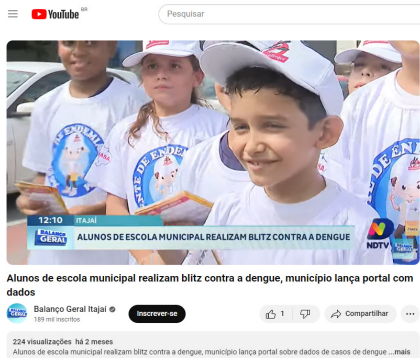 YouTube BR
Pesquisar
12:10 ITAJAÍ
BALANÇO GERAL
ALUNOS DE ESCOLA MUNICIPAL REALIZAM BLITZ CONTRA A DENGUE
NDTV
Alunos de escola municipal realizam blitz contra a dengue, município lança portal com
dados
Balanço Geral Itajaí
189 mil inscritos
Inscrever-se
1
Compartilhar
224 visualizações há 2 meses
Alunos de escola municipal realizam blitz contra a dengue, município lança portal sobre dados de casos de dengue ...mais